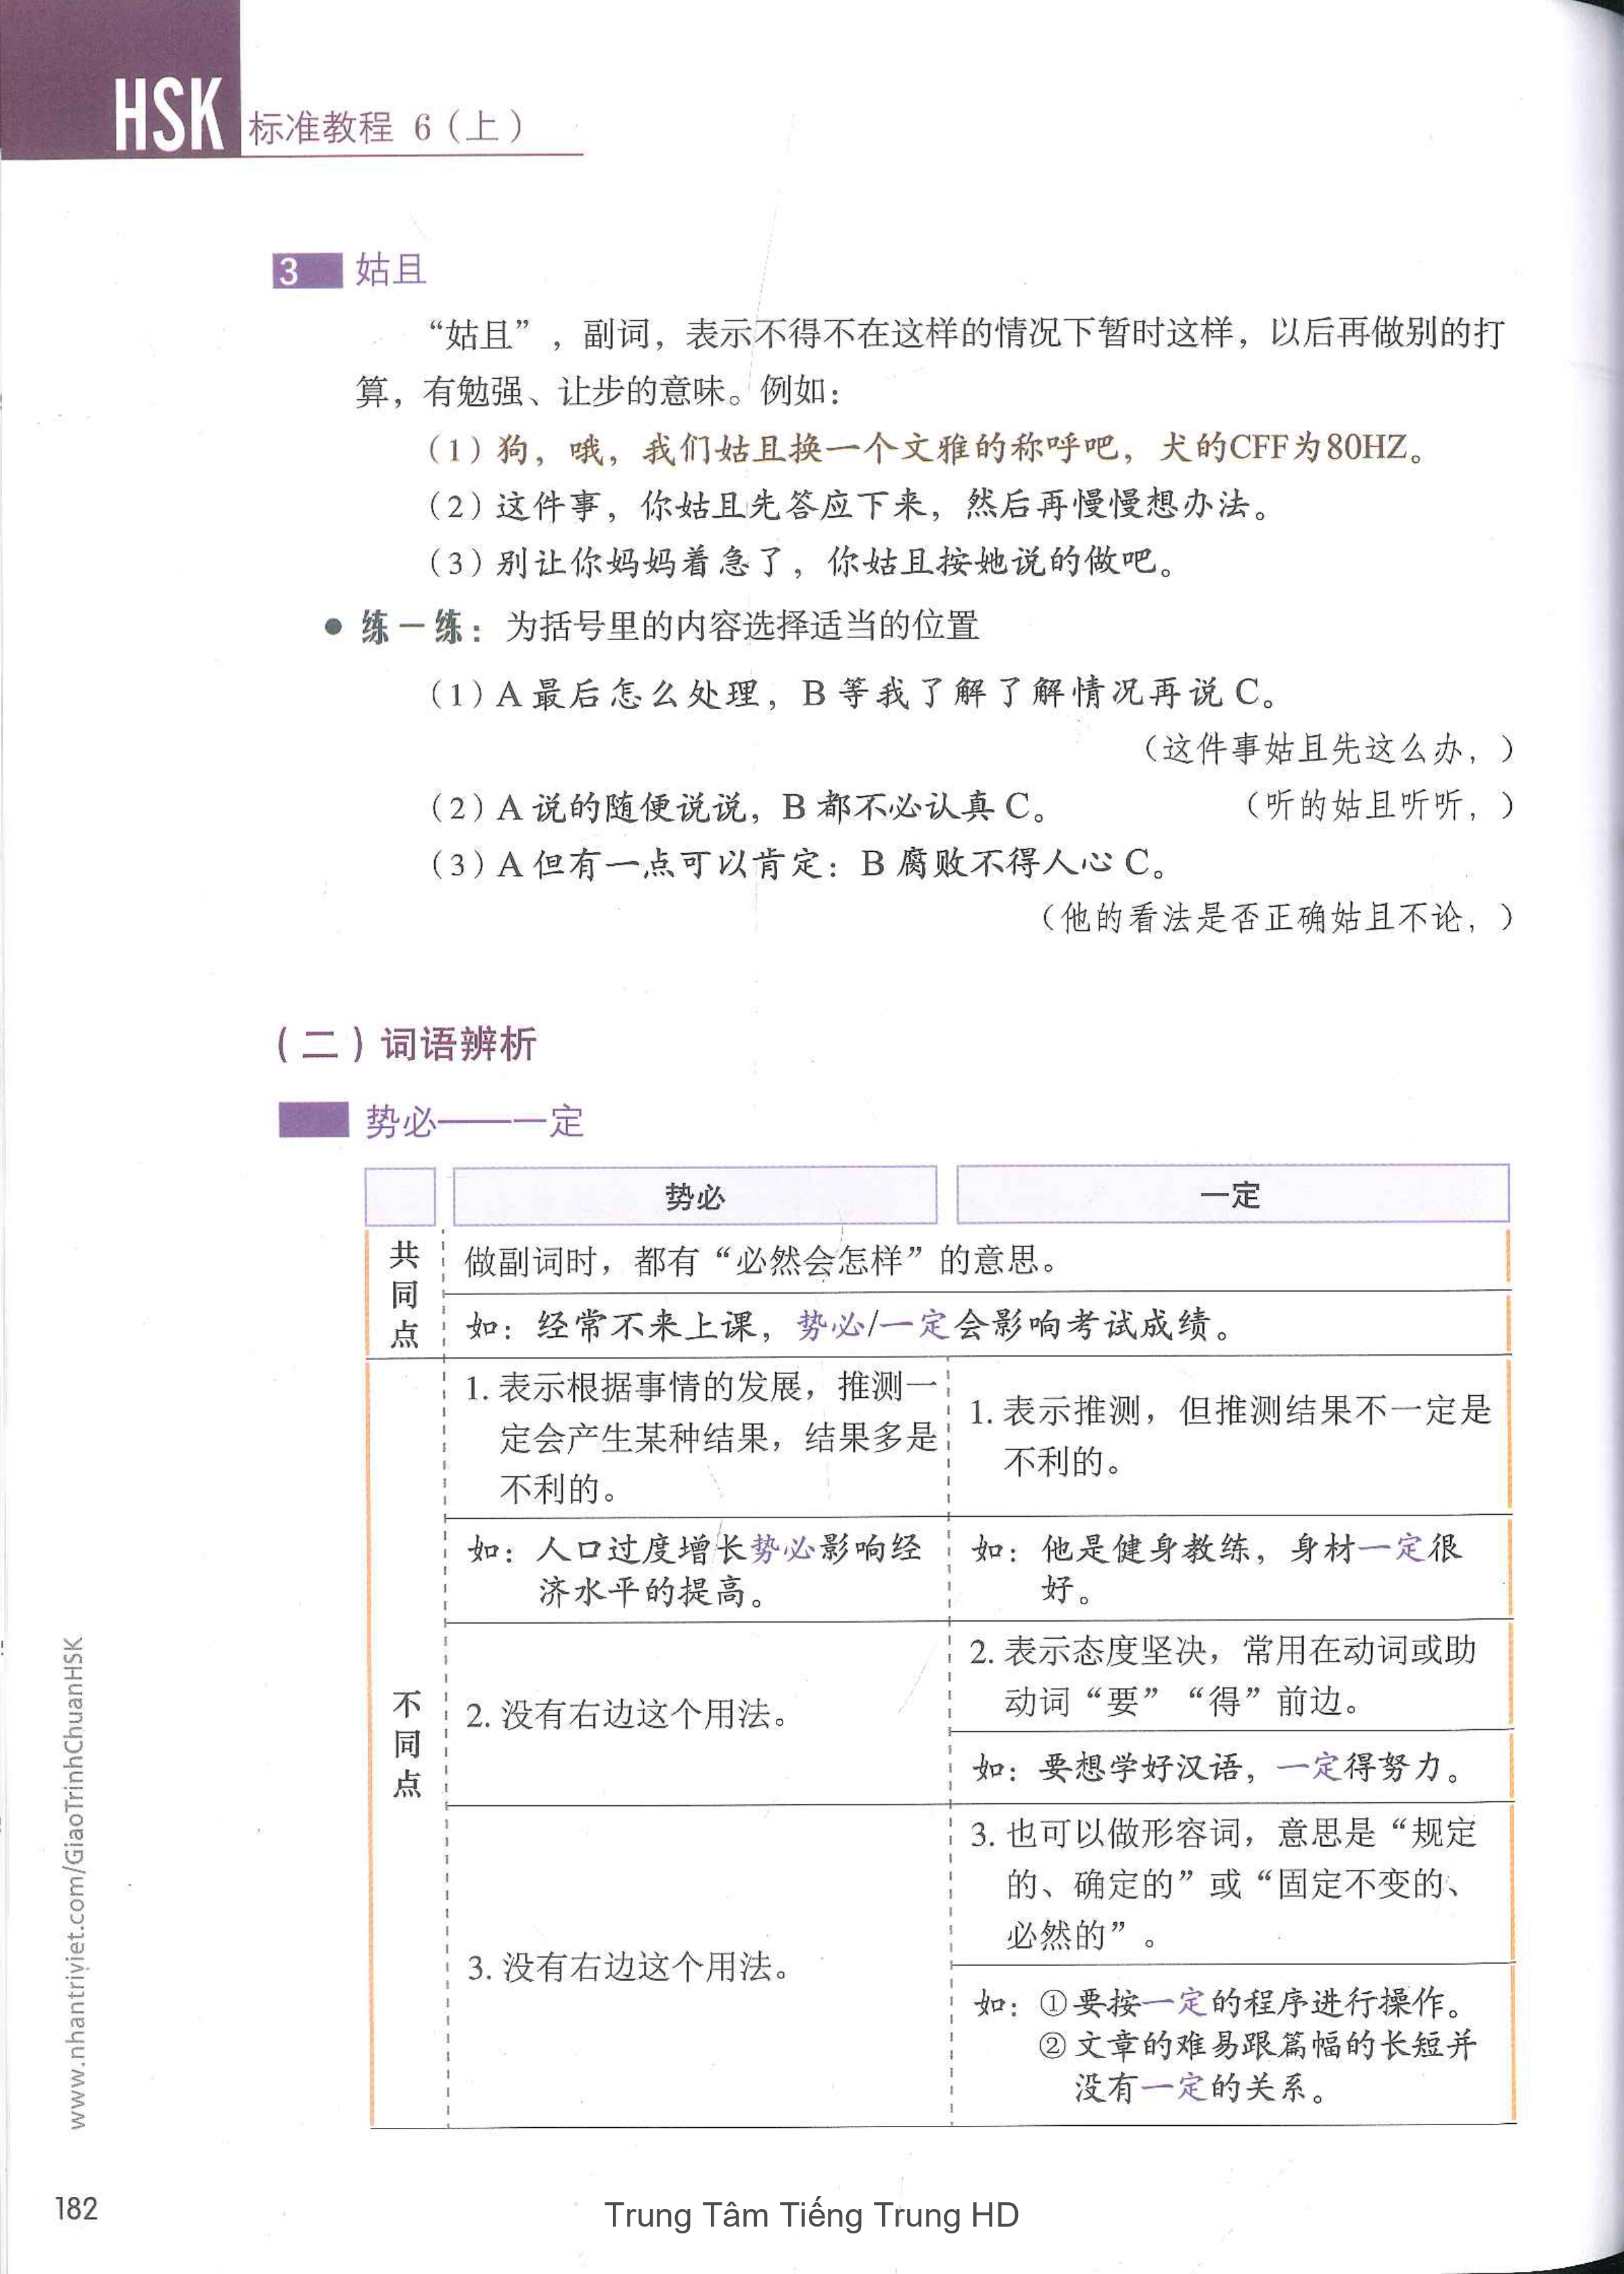 HSK 标准教程 6（上）
3 姑且
“姑且”，副词，表示不得不在这样的情况下暂时这样，以后再做别的打
算，有勉强、让步的意味。例如：
（1）狗，哦，我们姑且换一个文雅的称呼吧，犬的CFF为80HZ。
（2）这件事，你姑且先答应下来，然后再慢慢想办法。
（3）别让你妈妈着急了，你姑且按她说的做吧。
● 练一练：为括号里的内容选择适当的位置
（1）A 最后怎么处理，B 等我了解了解情况再说 C。
（这件事姑且先这么办，）
（2）A 说的随便说说，B 都不必认真 C。 （听的姑且听听，）
（3）A 但有一点可以肯定：B 腐败不得人心 C。
（他的看法是否正确姑且不论，）
（二）词语辨析
势必——一定
势必 一定
共同点
做副词时，都有“必然会怎样”的意思。
如：经常不来上课，势必/一定会影响考试成绩。
不同点
1. 表示根据事情的发展，推测一
定会产生某种结果，结果多是
不利的。
1. 表示推测，但推测结果不一定是
不利的。
如：人口过度增长势必影响经
济水平的提高。
如：他是健身教练，身材一定很
好。
2. 没有右边这个用法。
2. 表示态度坚决，常用在动词或助
动词“要”“得”前边。
如：要想学好汉语，一定得努力。
3. 没有右边这个用法。
3. 也可以做形容词，意思是“规定
的、确定的”或“固定不变的、
必然的”。
如：①要按一定的程序进行操作。
②文章的难易跟篇幅的长短并
没有一定的关系。
www.nhantriviet.com/GiaoTrinhChuanHSK
182
Trung Tâm Tiếng Trung HD